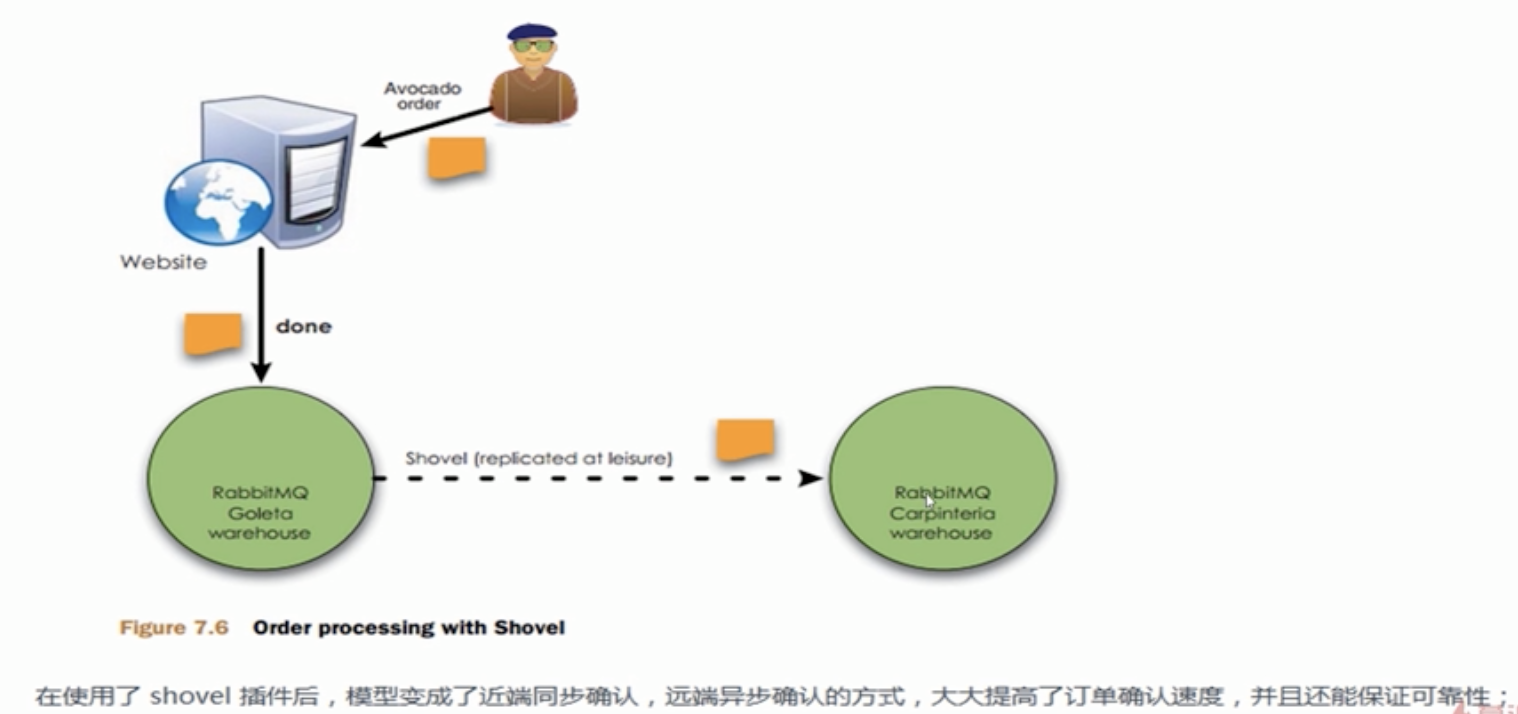 Avocado
order
Website
done
Shovel (replicated at leisure)
RabbitMQ
Goleta
warehouse
RabbitMQ
Carpinteria
warehouse
Figure 7.6 Order processing with Shovel
在使用了 shovel 插件后，模型变成了近端同步确认，远端异步确认的方式，大大提高了订单确认速度，并且还能保证可靠性；